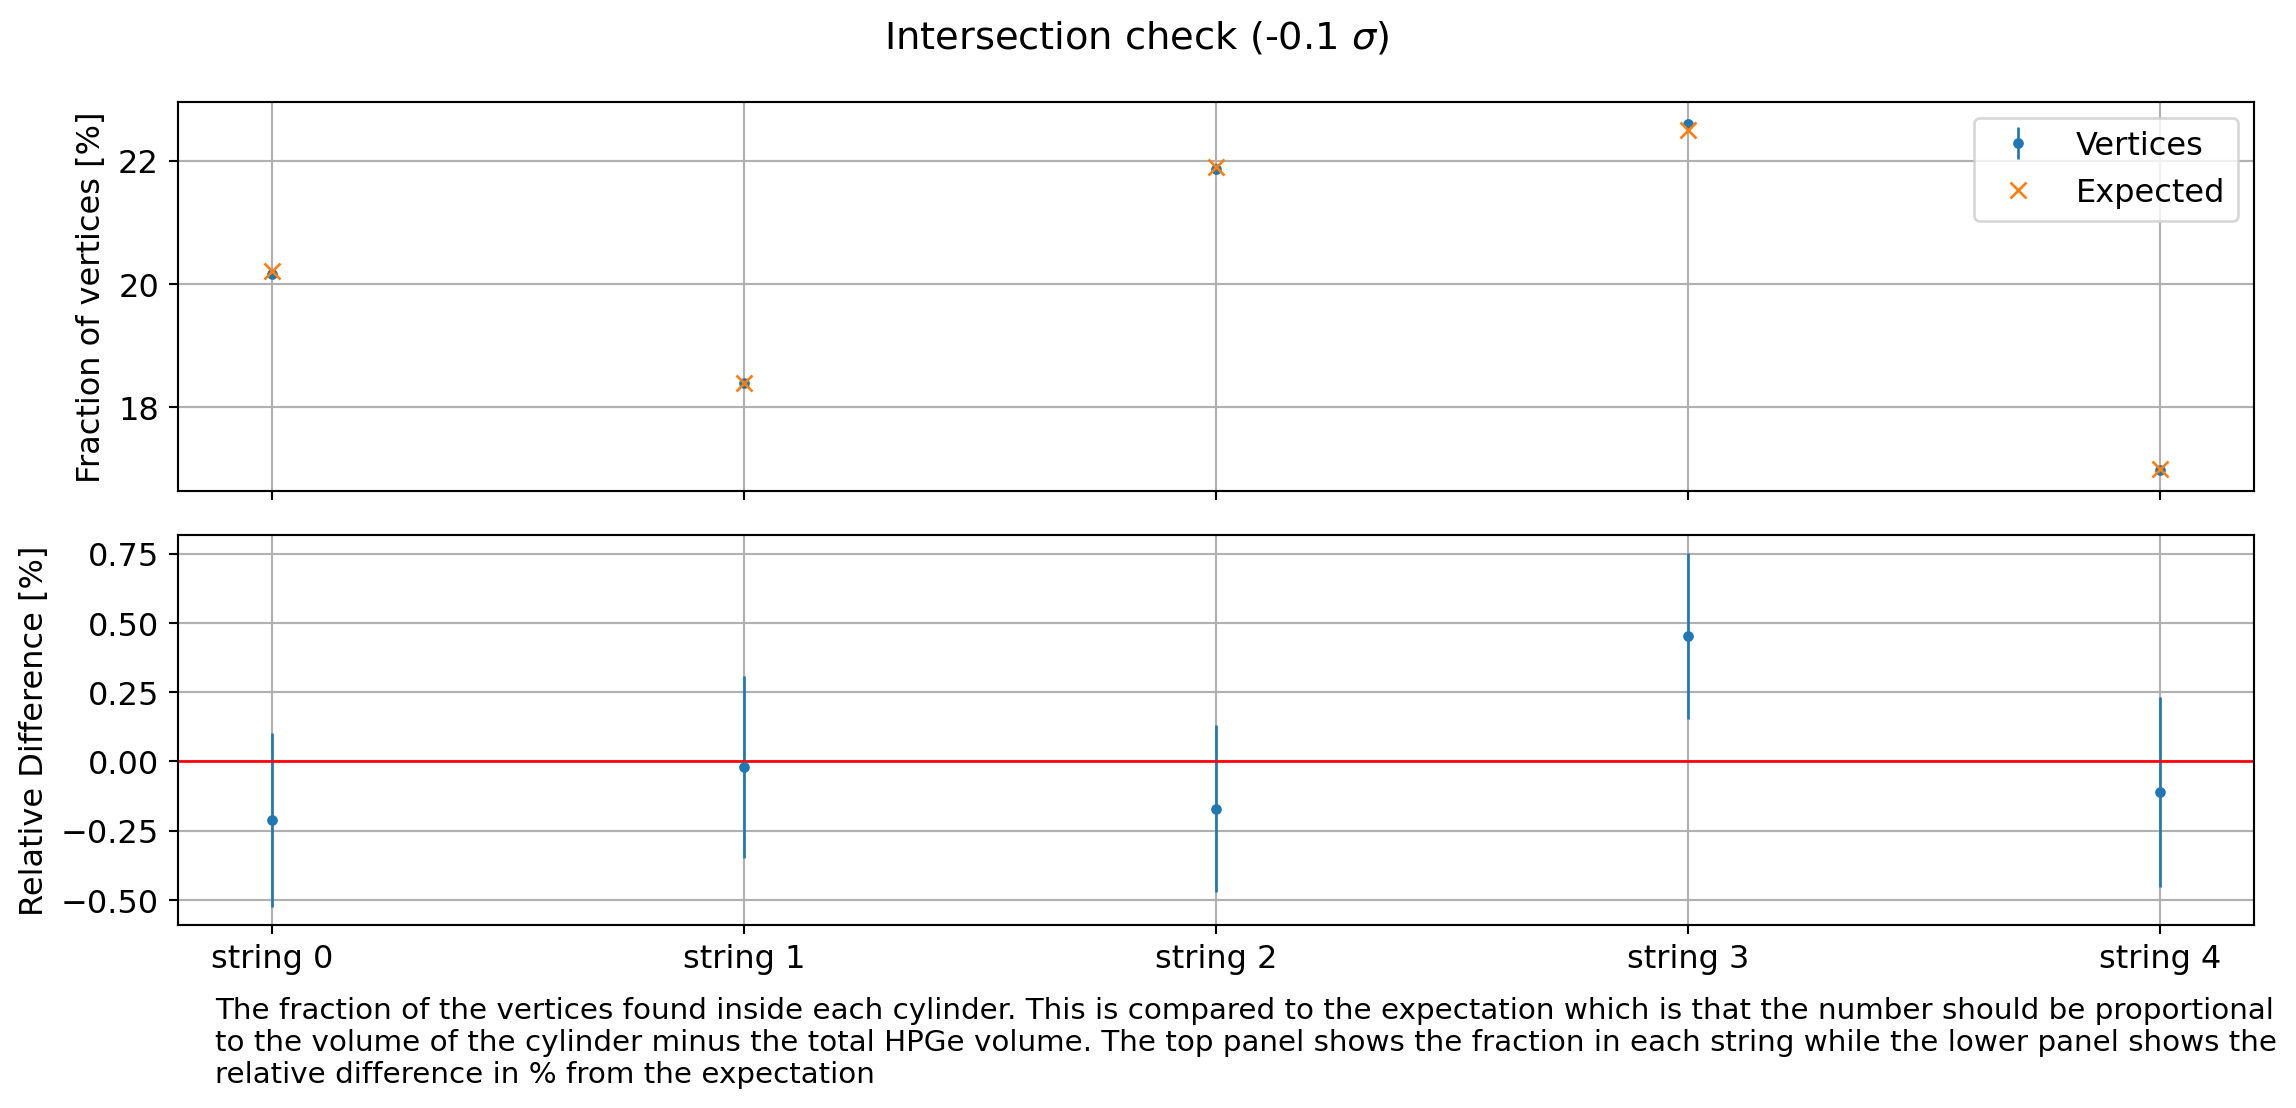 Intersection check (-0.1 σ)
Fraction of vertices [%]
22
20
18
Vertices
Expected
Relative Difference [%]
0.75
0.50
0.25
0.00
−0.25
−0.50
string 0
string 1
string 2
string 3
string 4
The fraction of the vertices found inside each cylinder. This is compared to the expectation which is that the number should be proportional
to the volume of the cylinder minus the total HPGe volume. The top panel shows the fraction in each string while the lower panel shows the
relative difference in % from the expectation